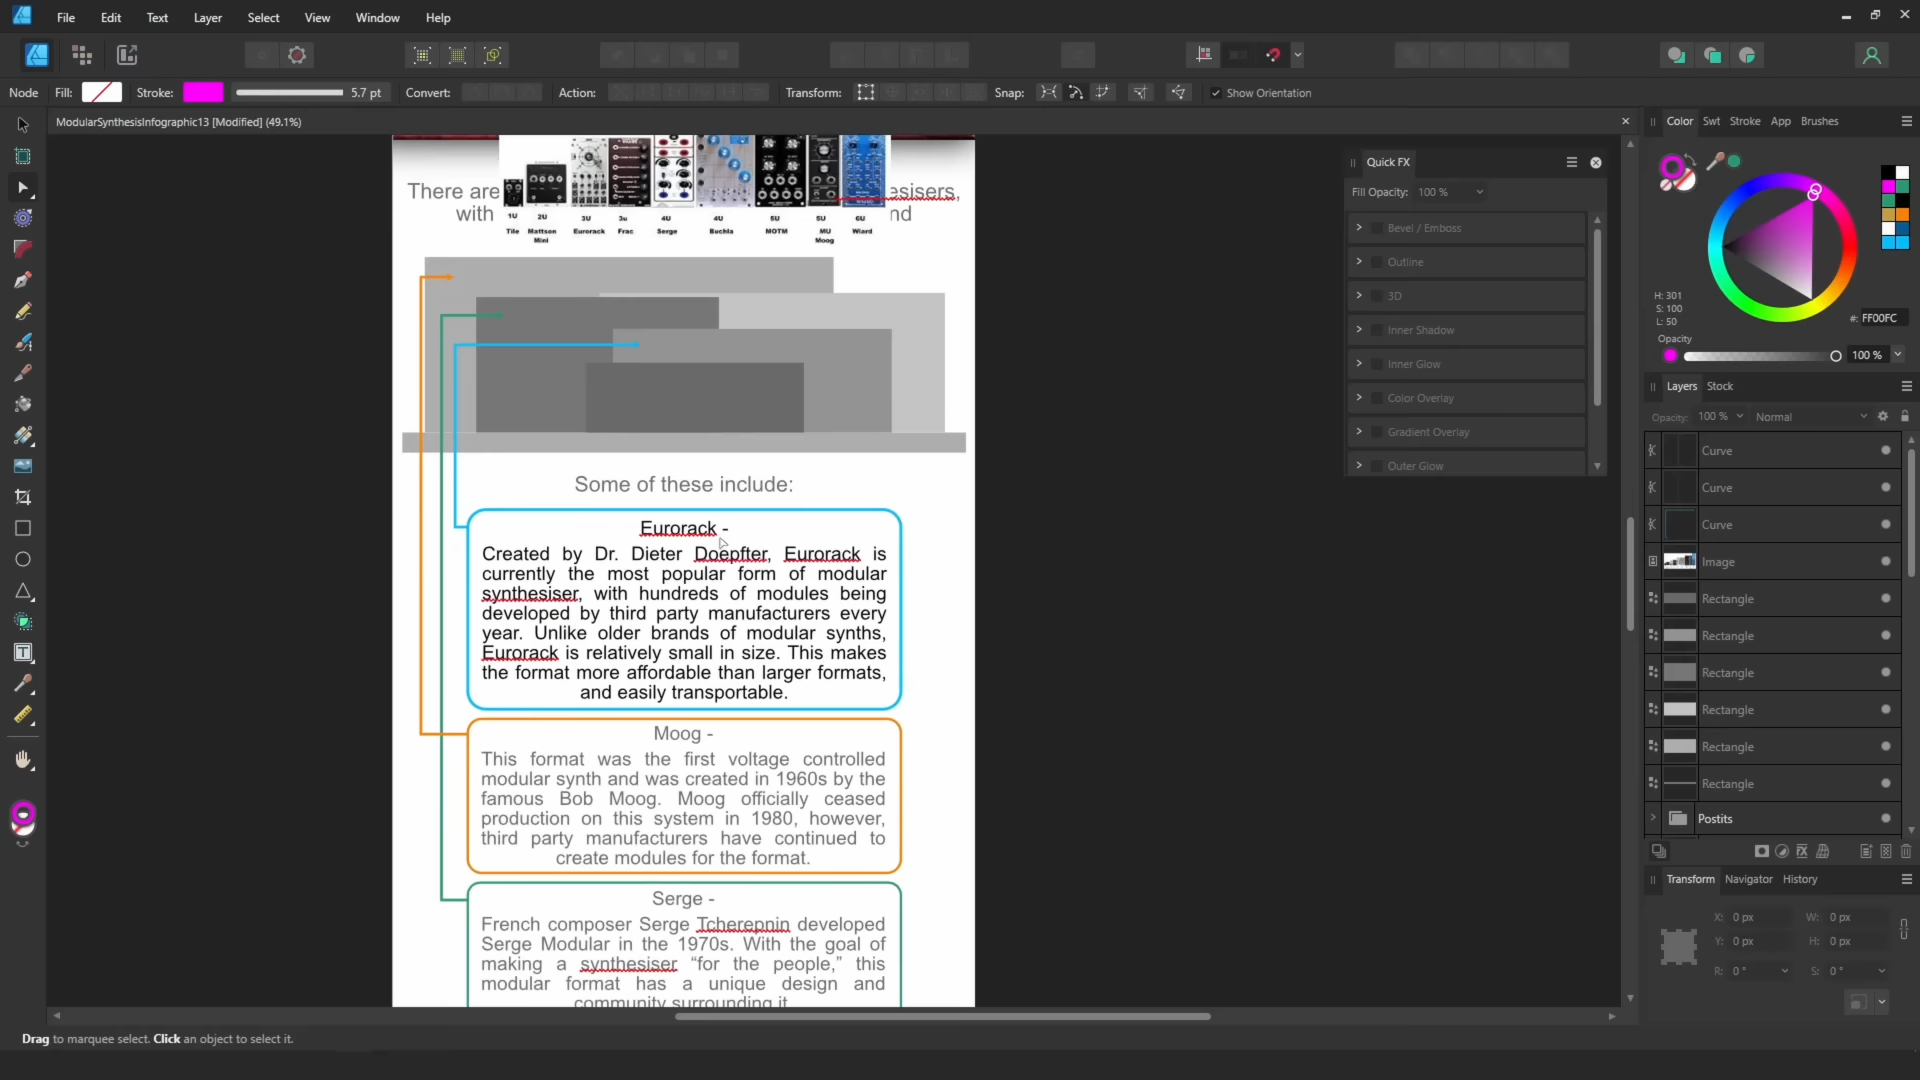 File Edit Text Layer Select View Window Help
Node Fill: Stroke: 5.7 pt Convert: Action: Transform: Snap: Show Orientation
ModularSynthesisInfographic13 [Modified] (49.1%)
There are
esisers,
with
nd
1U 2U 3U 3u 4U 4U 5U 5U 6U
Tile Mattson Mini Eurorack Frac Serge Buchla MOTM MU Moog Wiard
Some of these include:
Eurorack -
Created by Dr. Dieter Doepfter, Eurorack is
currently the most popular form of modular
synthesiser, with hundreds of modules being
developed by third party manufacturers every
year. Unlike older brands of modular synths,
Eurorack is relatively small in size. This makes
the format more affordable than larger formats,
and easily transportable.
Moog -
This format was the first voltage controlled
modular synth and was created in 1960s by the
famous Bob Moog. Moog officially ceased
production on this system in 1980, however,
third party manufacturers have continued to
create modules for the format.
Serge -
French composer Serge Tcherepnin developed
Serge Modular in the 1970s. With the goal of
making a synthesiser “for the people,” this
modular format has a unique design and
community surrounding it
Quick FX
Fill Opacity: 100 %
Bevel / Emboss
Outline
3D
Inner Shadow
Inner Glow
Color Overlay
Gradient Overlay
Outer Glow
Color Swt Stroke App Brushes
H: 301
S: 100
L: 50
#: FF00FC
Opacity
100 %
Layers Stock
Opacity: 100 % Normal
Curve
Curve
Curve
Image
Rectangle
Rectangle
Rectangle
Rectangle
Rectangle
Rectangle
Postits
Transform Navigator History
X: 0 px W: 0 px
Y: 0 px H: 0 px
R: 0 ° S: 0 °
Drag to marquee select. Click an object to select it.